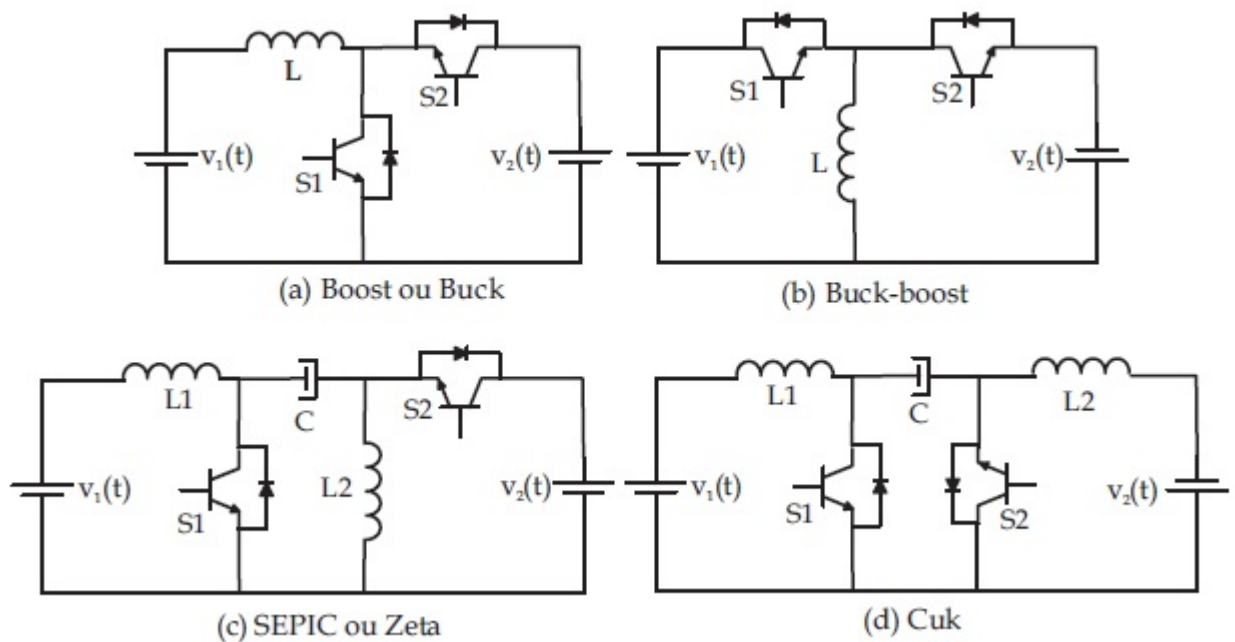 L
S2
v₁(t)
S1
v₂(t)
(a) Boost ou Buck
S1
S2
v₁(t)
L
v₂(t)
(b) Buck-boost
L1
C
S2
v₁(t)
S1
L2
v₂(t)
(c) SEPIC ou Zeta
L1
C
L2
v₁(t)
S1
S2
v₂(t)
(d) Cuk